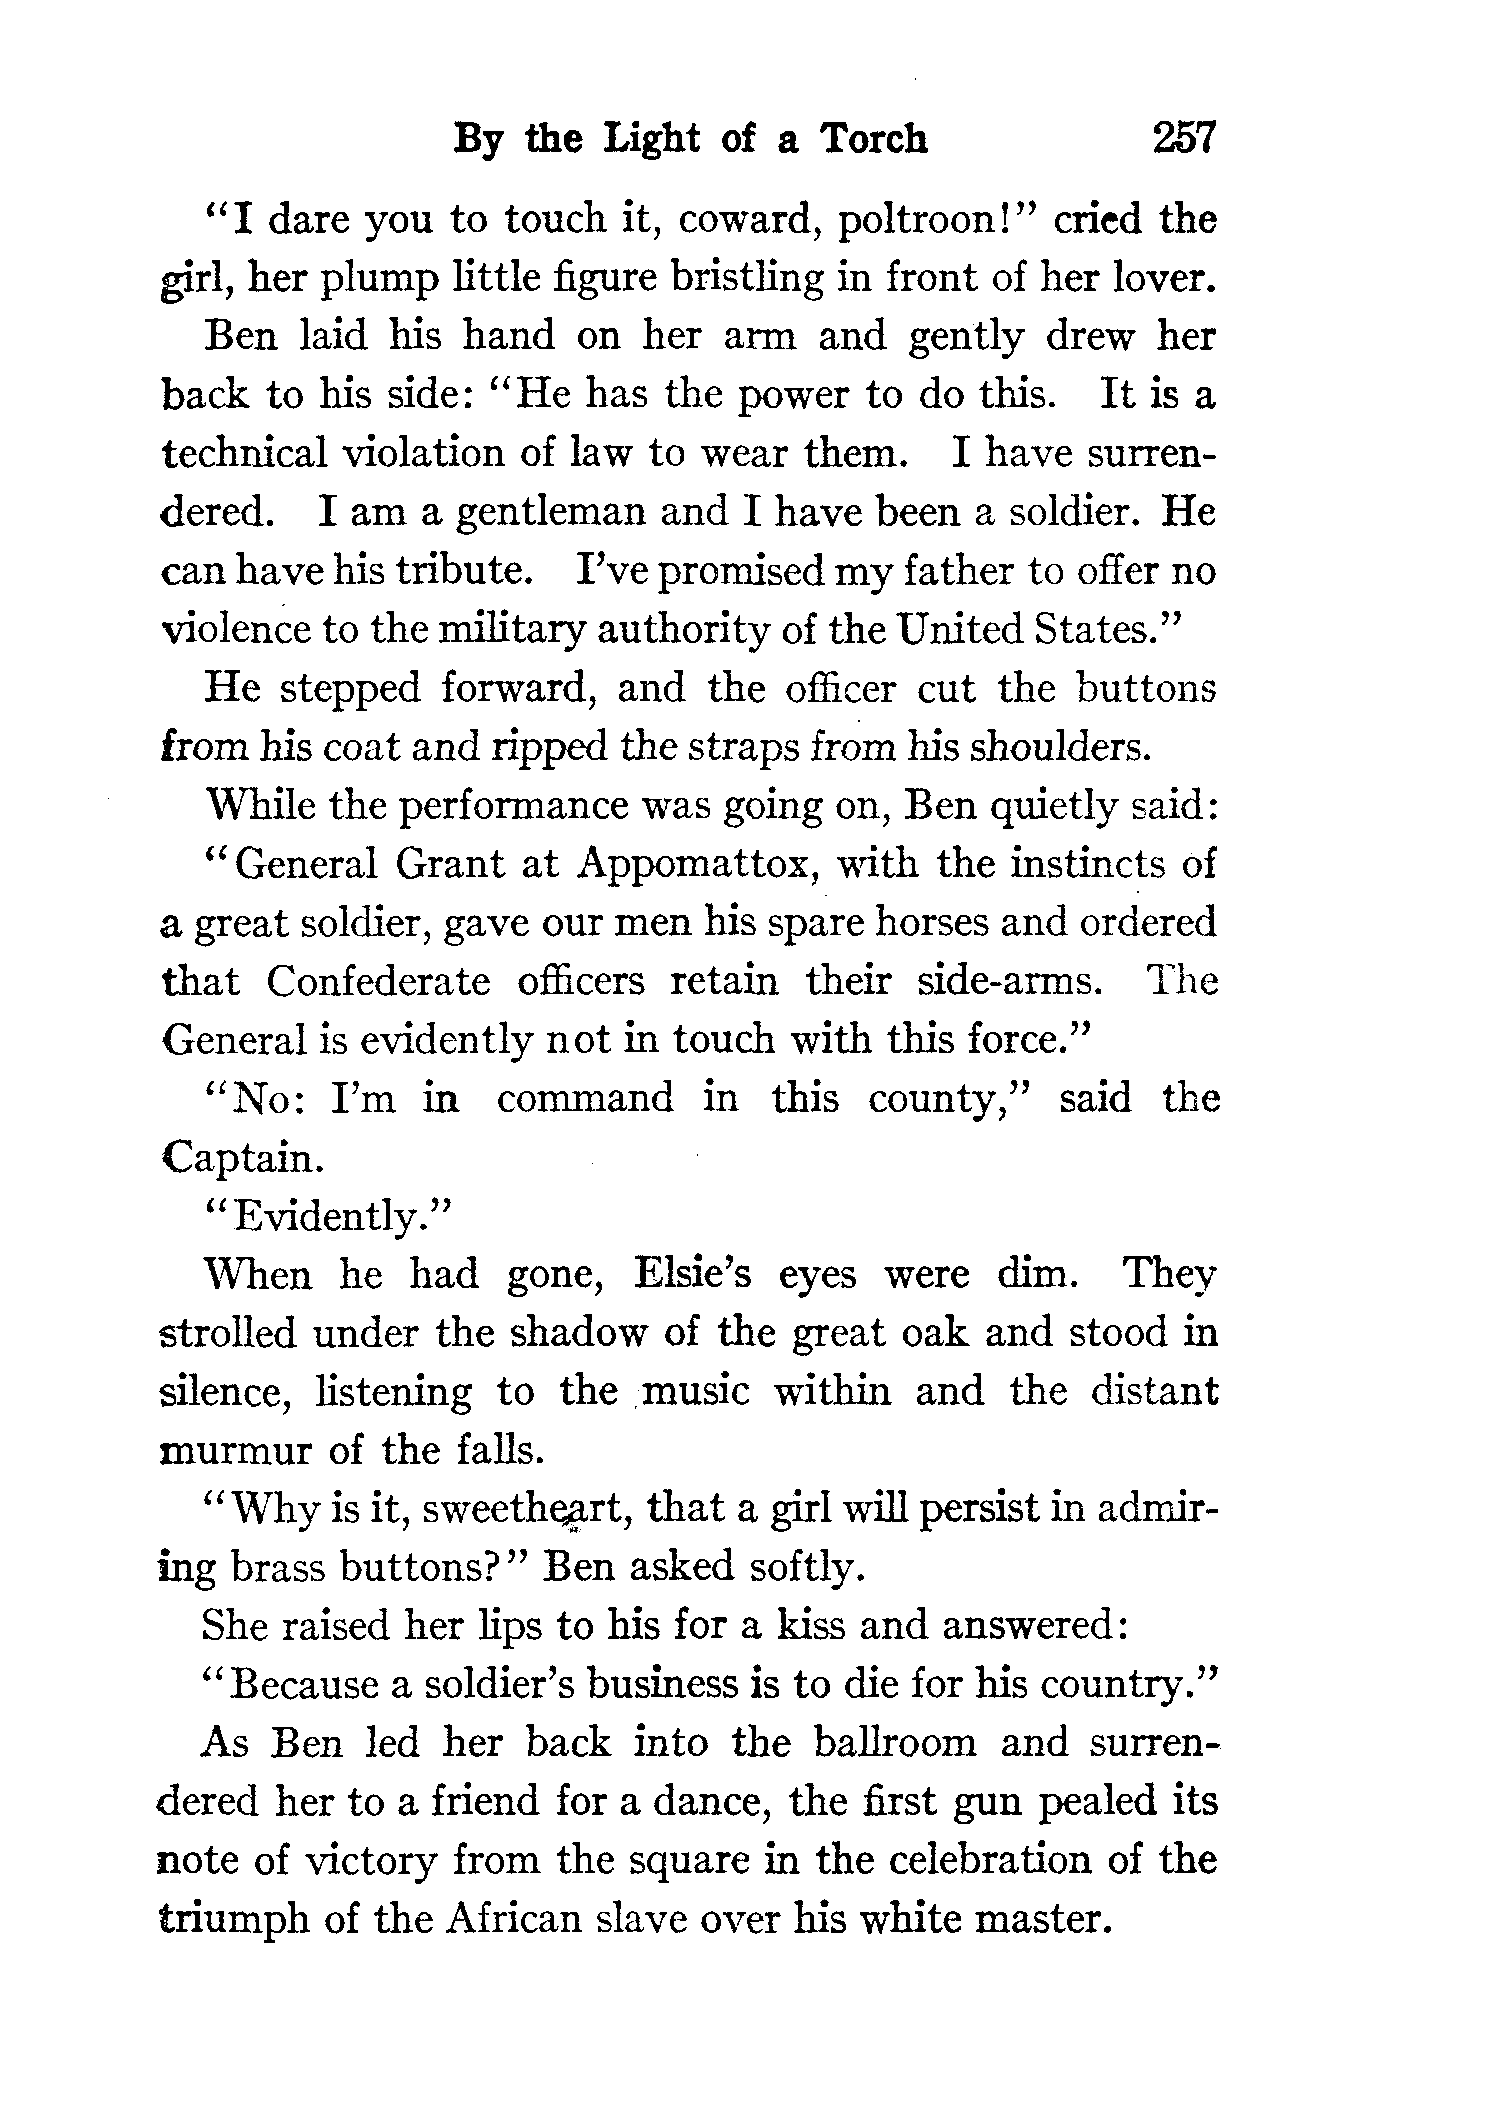 By the Light of a Torch 257
"I dare you to touch it, coward, poltroon!" cried the
girl, her plump little figure bristling in front of her lover.
Ben laid his hand on her arm and gently drew her
back to his side: "He has the power to do this. It is a
technical violation of law to wear them. I have surren-
dered. I am a gentleman and I have been a soldier. He
can have his tribute. I've promised my father to offer no
violence to the military authority of the United States."
He stepped forward, and the officer cut the buttons
from his coat and ripped the straps from his shoulders.
While the performance was going on, Ben quietly said:
"General Grant at Appomattox, with the instincts of
a great soldier, gave our men his spare horses and ordered
that Confederate officers retain their side-arms. The
General is evidently not in touch with this force."
"No: I'm in command in this county," said the
Captain.
"Evidently."
When he had gone, Elsie's eyes were dim. They
strolled under the shadow of the great oak and stood in
silence, listening to the music within and the distant
murmur of the falls.
"Why is it, sweetheart, that a girl will persist in admir-
ing brass buttons?" Ben asked softly.
She raised her lips to his for a kiss and answered:
"Because a soldier's business is to die for his country."
As Ben led her back into the ballroom and surren-
dered her to a friend for a dance, the first gun pealed its
note of victory from the square in the celebration of the
triumph of the African slave over his white master.